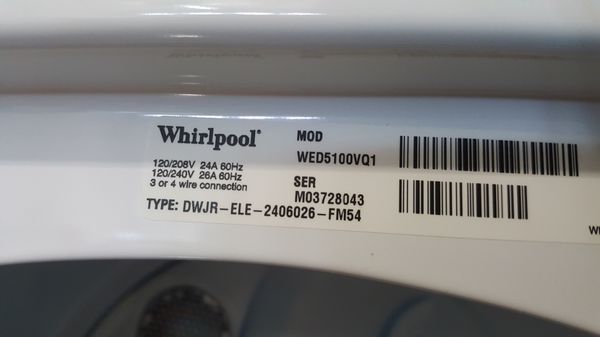 Whirlpool
120/208V 24A 60Hz
120/240V 26A 60Hz
3 or 4 wire connection
MOD
WED5100VQ1
SER
M03728043
TYPE: DWJR-ELE-2406026-FM54